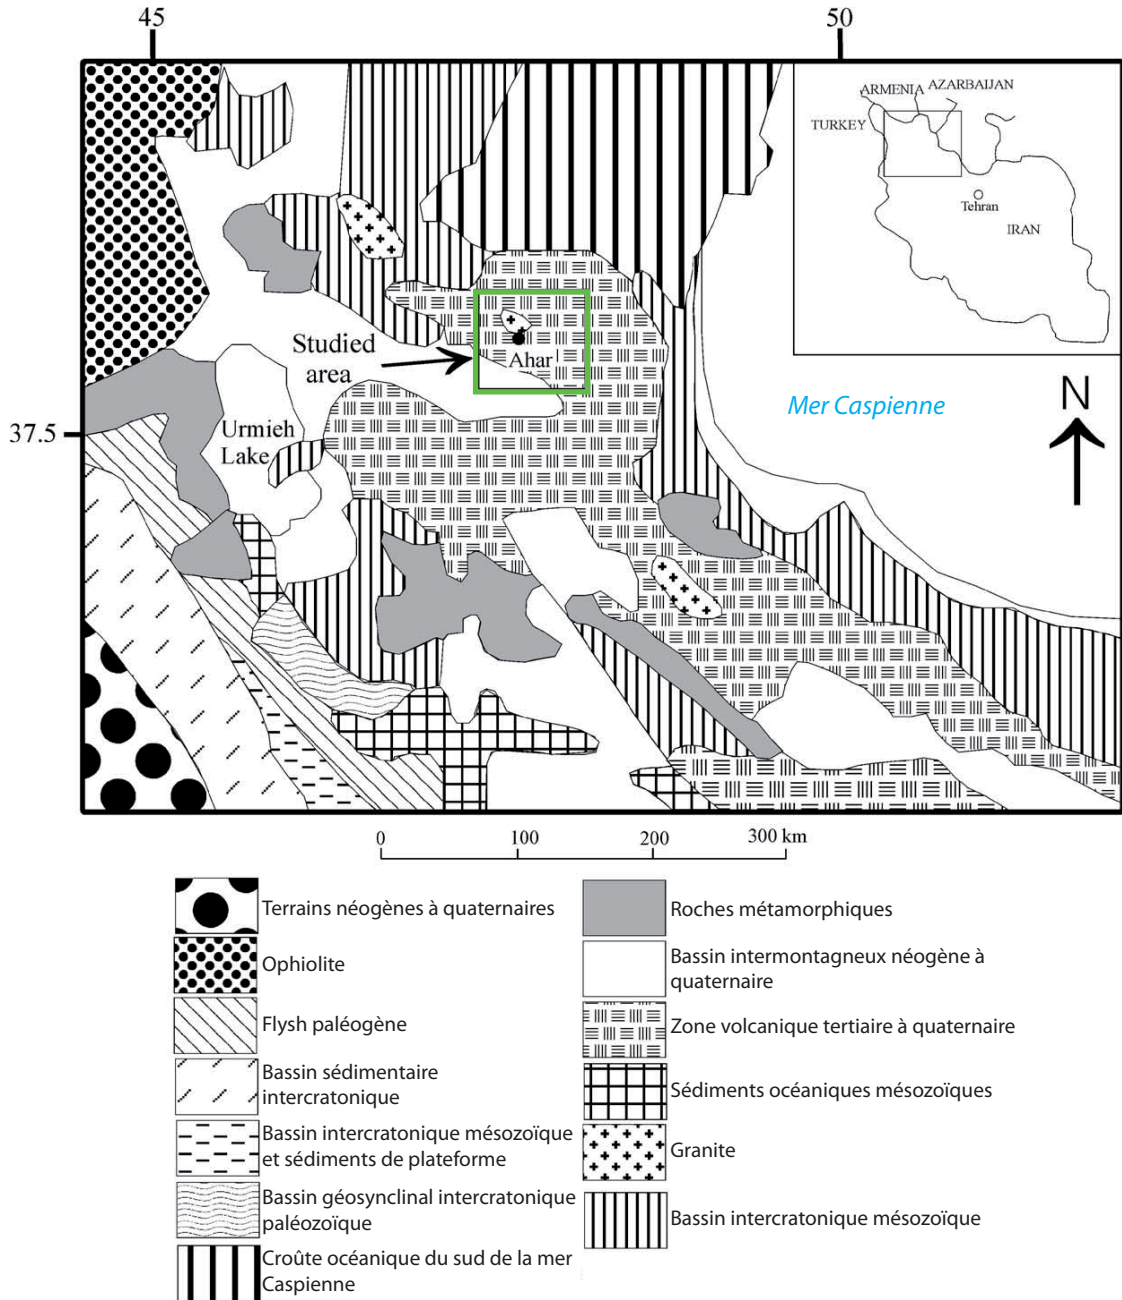 45
50
ARMENIA
AZARBAIJAN
TURKEY
Tehran
IRAN
Studied
area
Ahar
Mer Caspienne
N
37.5
Urmieh
Lake
0
100
200
300 km
Terrains néogènes à quaternaires
Ophiolite
Flysh paléogène
Bassin sédimentaire
intercratonique
Bassin intercratonique mésozoïque
et sédiments de plateforme
Bassin géosynclinal intercratonique
paléozoïque
Croûte océanique du sud de la mer
Caspienne
Roches métamorphiques
Bassin intermontagneux néogène à
quaternaire
Zone volcanique tertiaire à quaternaire
Sédiments océaniques mésozoïques
Granite
Bassin intercratonique mésozoïque